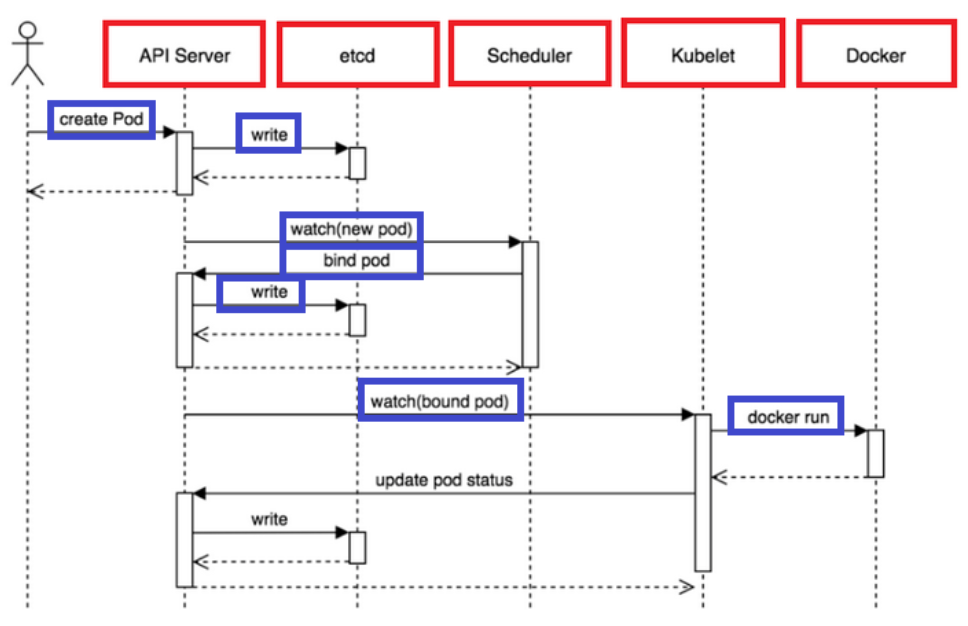 API Server
etcd
Scheduler
Kubelet
Docker
create Pod
write
watch(new pod)
bind pod
write
watch(bound pod)
docker run
update pod status
write